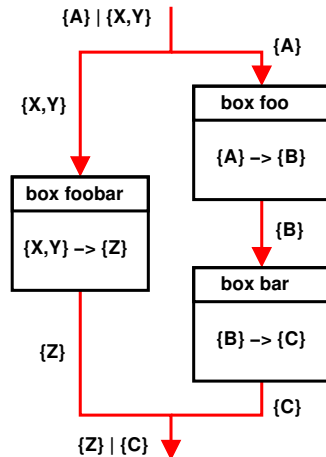 {A} | {X,Y}
{A}
{X,Y}
box foo
{A} −> {B}
box foobar
{X,Y} −> {Z}
{B}
box bar
{B} −> {C}
{Z}
{C}
{Z} | {C}